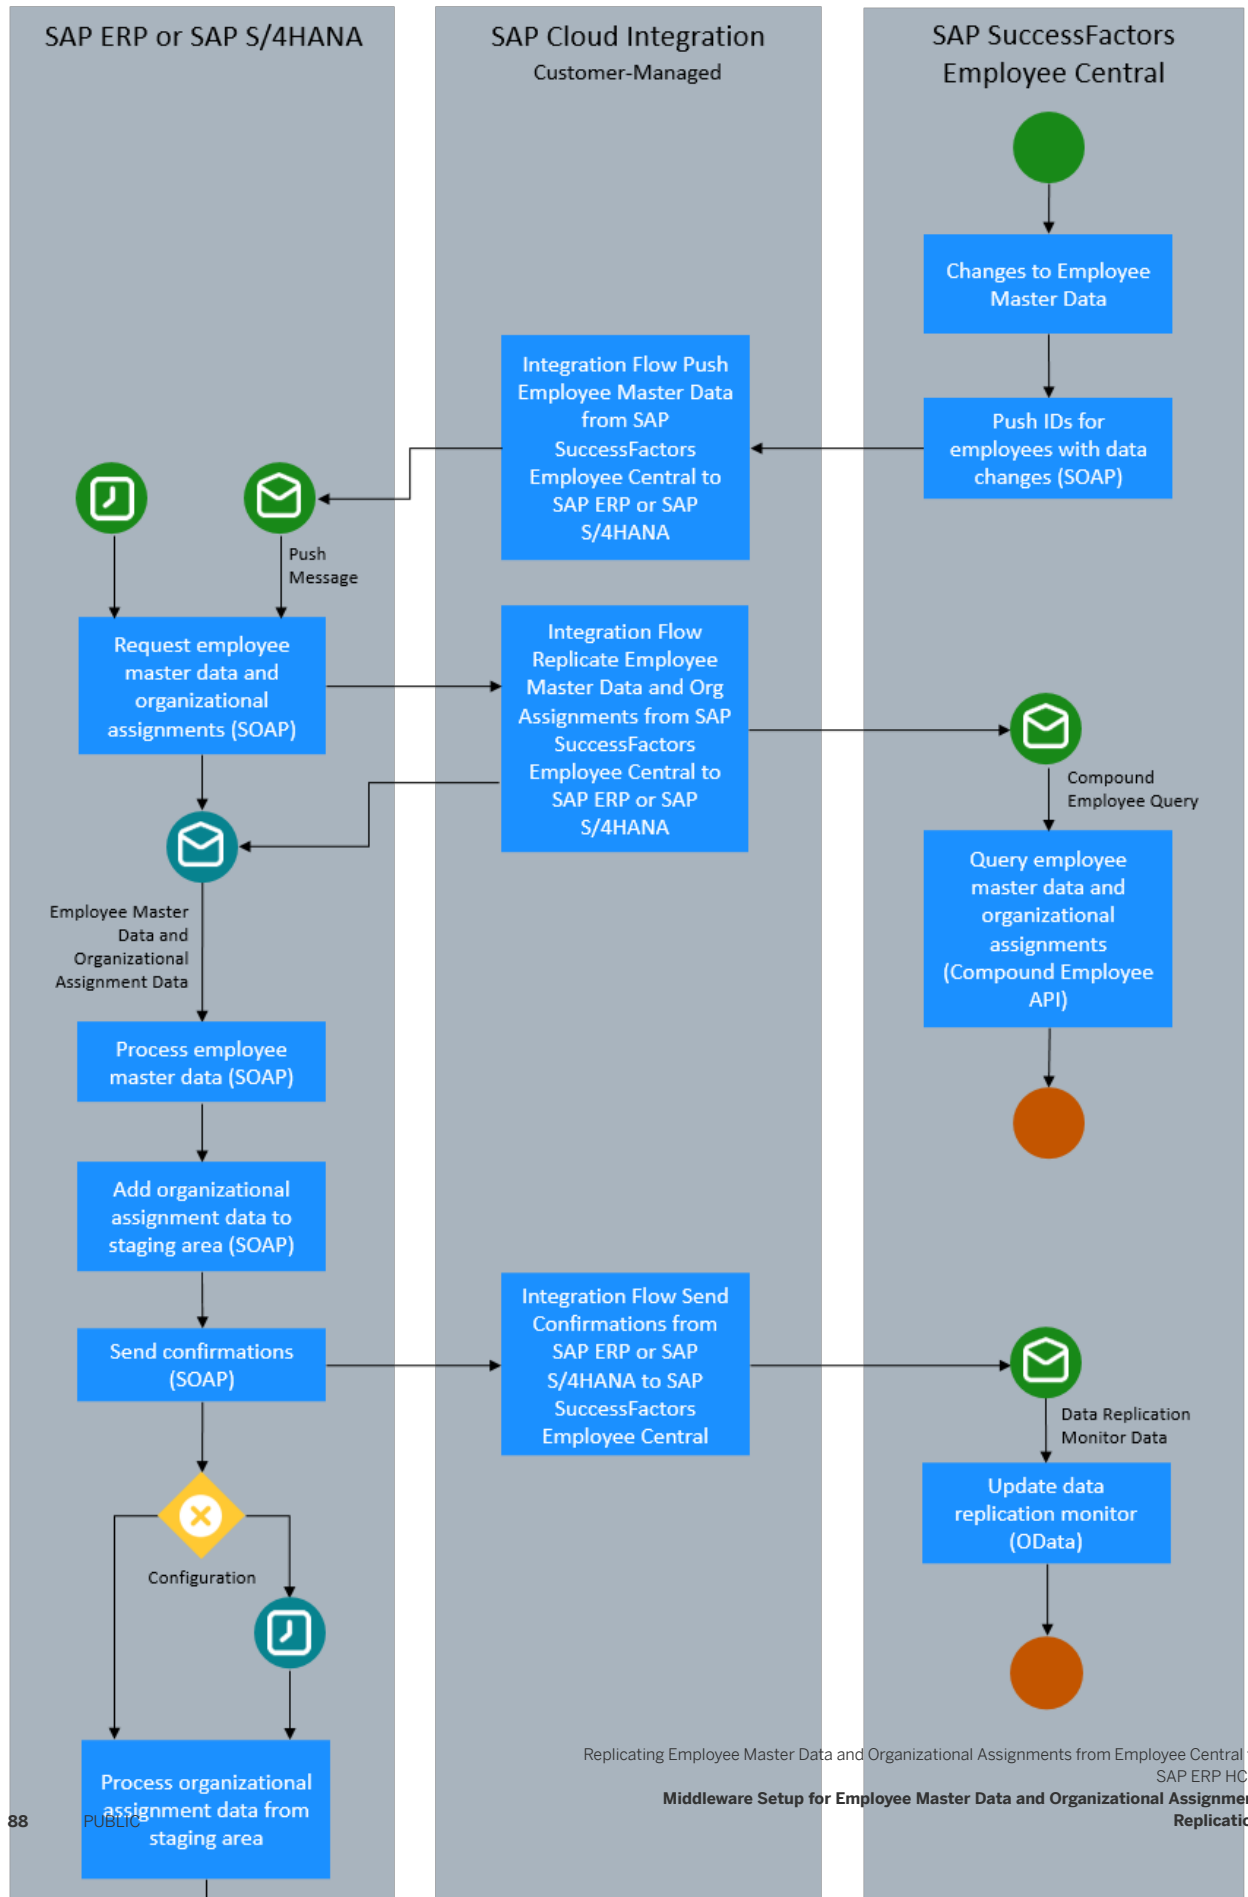 SAP ERP or SAP S/4HANA
SAP Cloud Integration
Customer-Managed
SAP SuccessFactors
Employee Central
Changes to Employee
Master Data
Integration Flow Push
Employee Master Data
from SAP
SuccessFactors
Employee Central to
SAP ERP or SAP
S/4HANA
Push IDs for
employees with data
changes (SOAP)
Push
Message
Request employee
master data and
organizational
assignments (SOAP)
Integration Flow
Replicate Employee
Master Data and Org
Assignments from SAP
SuccessFactors
Employee Central to
SAP ERP or SAP
S/4HANA
Compound
Employee Query
Query employee
master data and
organizational
assignments
(Compound Employee
API)
Employee Master
Data and
Organizational
Assignment Data
Process employee
master data (SOAP)
Add organizational
assignment data to
staging area (SOAP)
Send confirmations
(SOAP)
Integration Flow Send
Confirmations from
SAP ERP or SAP
S/4HANA to SAP
SuccessFactors
Employee Central
Data Replication
Monitor Data
Update data
replication monitor
(OData)
Configuration
Process organizational
assignment data from
staging area
Replicating Employee Master Data and Organizational Assignments from Employee Central
SAP ERP HC
Middleware Setup for Employee Master Data and Organizational Assignmen
Replicatio
88 PUBLIC